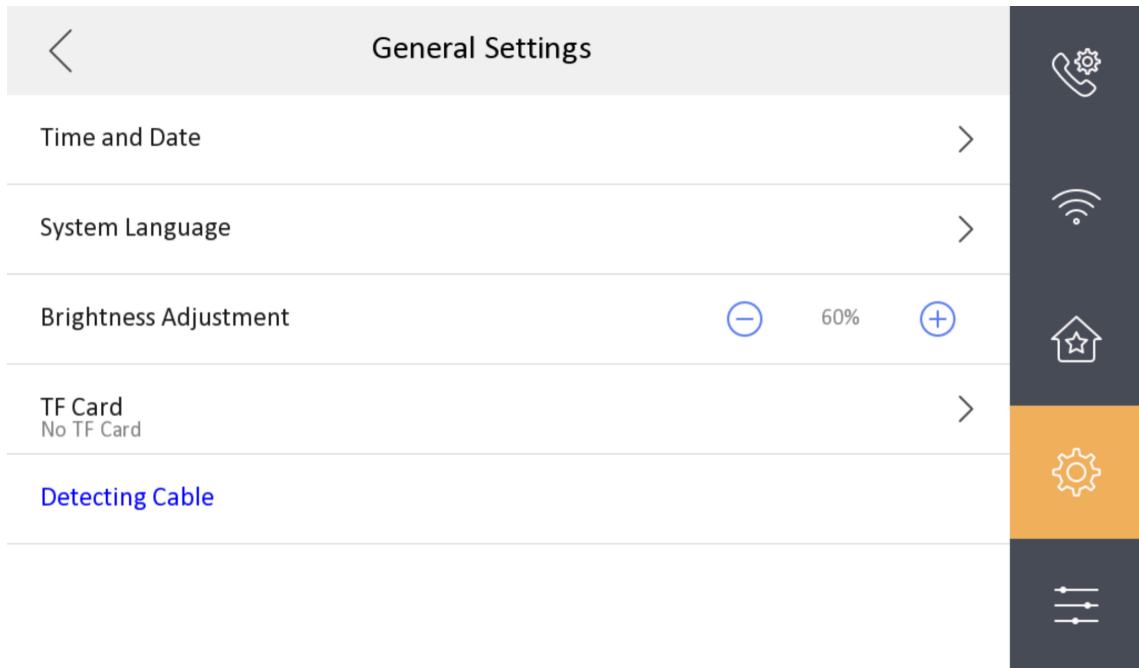 General Settings
Time and Date
System Language
Brightness Adjustment 60%
TF Card
No TF Card
Detecting Cable